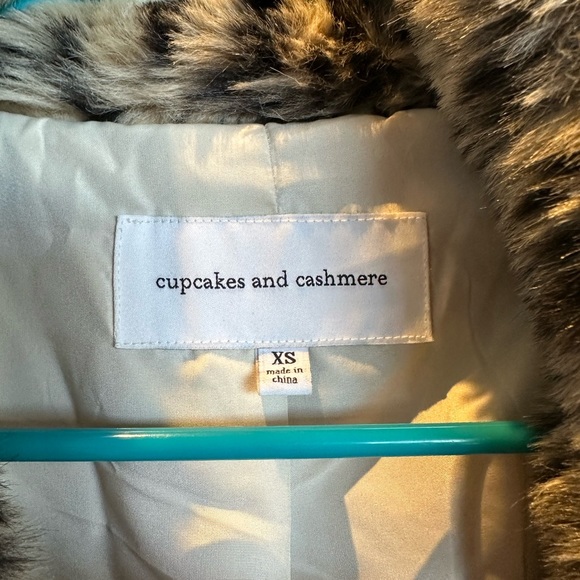 cupcakes and cashmere
XS
made in
china